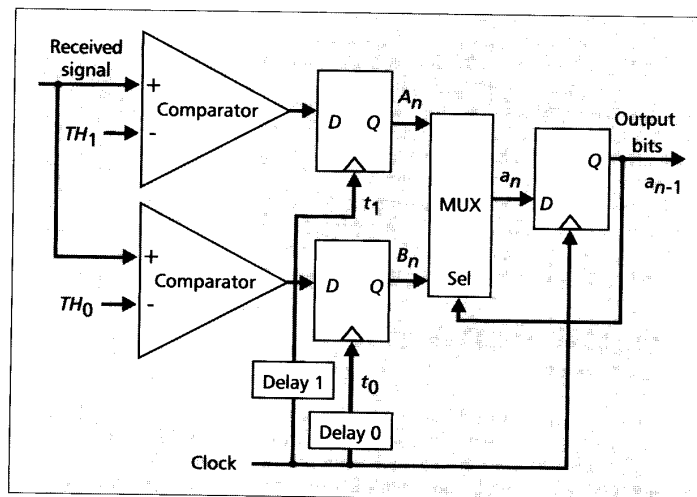 Received
signal
+
Comparator
TH1
-
D Q
An
t1
MUX
Sel
an
D
Q
Output
bits
an-1
+
Comparator
TH0
-
D Q
Bn
t0
Delay 1
Delay 0
Clock